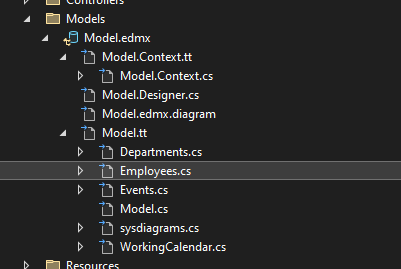 Controllers
Models
Model.edmx
Model.Context.tt
Model.Context.cs
Model.Designer.cs
Model.edmx.diagram
Model.tt
Departments.cs
Employees.cs
Events.cs
Model.cs
sysdiagrams.cs
WorkingCalendar.cs
Resources